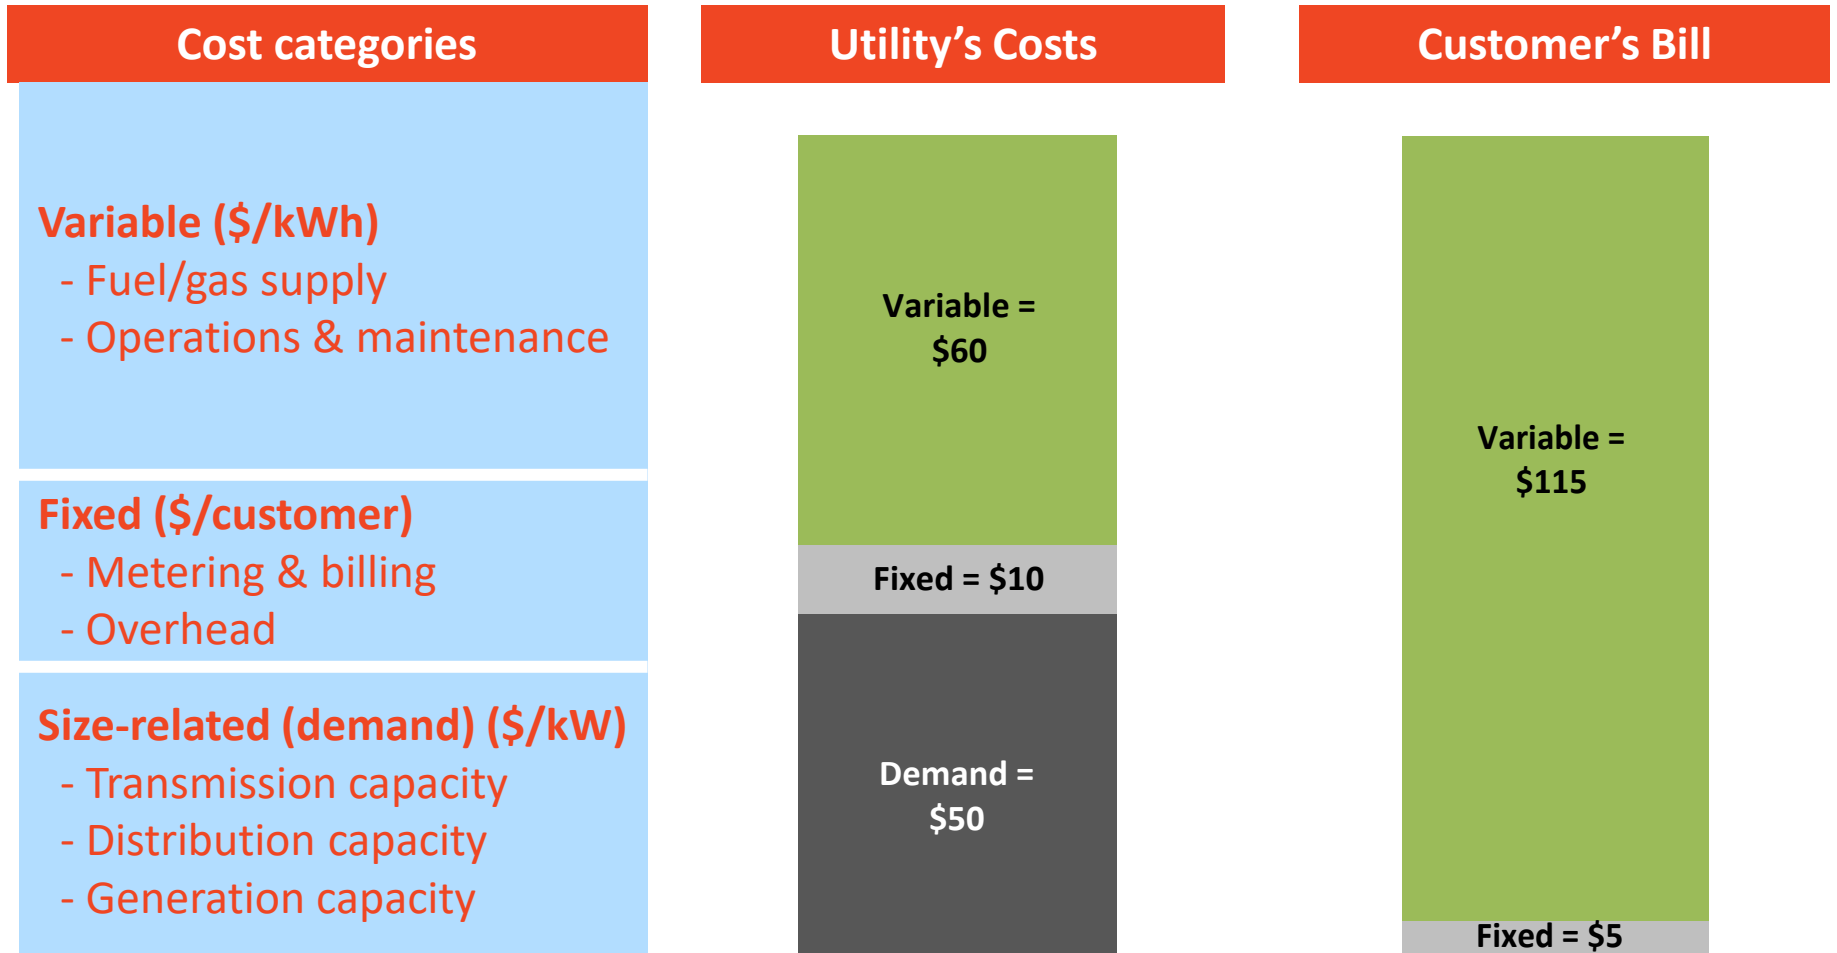 Cost categories
Variable ($/kWh)
- Fuel/gas supply
- Operations & maintenance
Fixed ($/customer)
- Metering & billing
- Overhead
Size-related (demand) ($/kW)
- Transmission capacity
- Distribution capacity
- Generation capacity
Utility’s Costs
Variable =
$60
Fixed = $10
Demand =
$50
Customer’s Bill
Variable =
$115
Fixed = $5